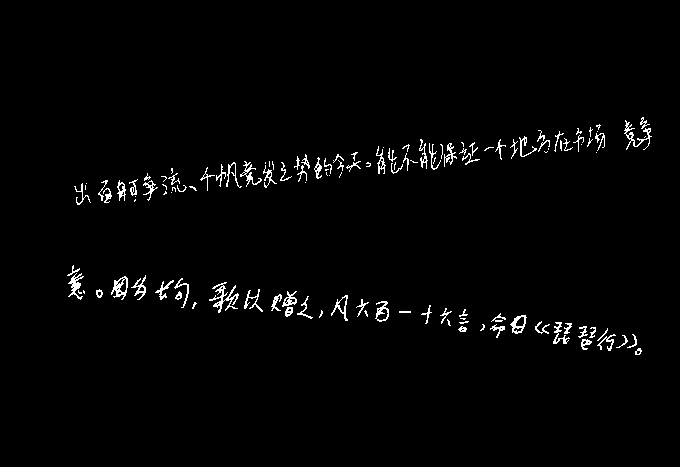 出百舸争流、千帆竞发之势的今天。能不能保证一个地方在市场 竞争
意。因为长句，歌以赠之，凡六百一十六言，命曰《琵琶行》。